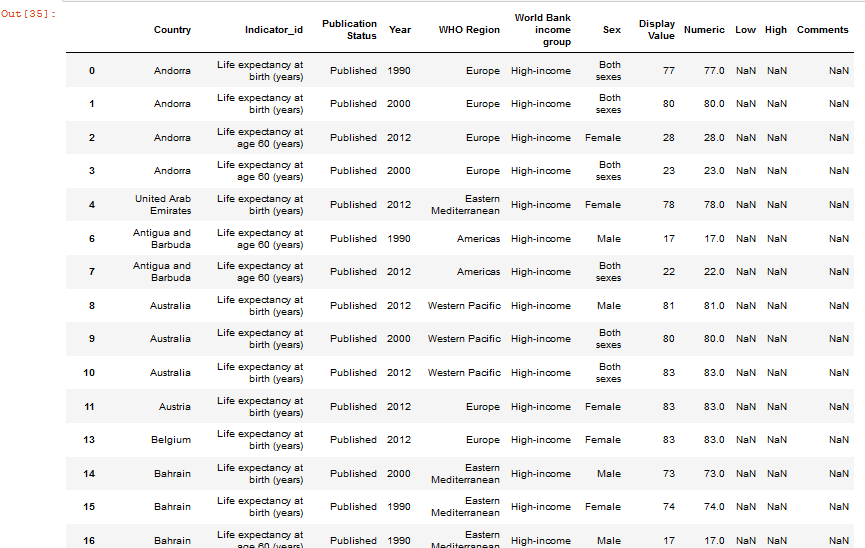 Out[35]:
Country Indicator_id Publication Status Year WHO Region World Bank income group Sex Display Value Numeric Low High Comments
0 Andorra Life expectancy at birth (years) Published 1990 Europe High-income Both sexes 77 77.0 NaN NaN NaN
1 Andorra Life expectancy at birth (years) Published 2000 Europe High-income Both sexes 80 80.0 NaN NaN NaN
2 Andorra Life expectancy at age 60 (years) Published 2012 Europe High-income Female 28 28.0 NaN NaN NaN
3 Andorra Life expectancy at age 60 (years) Published 2000 Europe High-income Both sexes 23 23.0 NaN NaN NaN
4 United Arab Emirates Life expectancy at birth (years) Published 2012 Eastern Mediterranean High-income Female 78 78.0 NaN NaN NaN
6 Antigua and Barbuda Life expectancy at age 60 (years) Published 1990 Americas High-income Male 17 17.0 NaN NaN NaN
7 Antigua and Barbuda Life expectancy at age 60 (years) Published 2012 Americas High-income Both sexes 22 22.0 NaN NaN NaN
8 Australia Life expectancy at birth (years) Published 2012 Western Pacific High-income Male 81 81.0 NaN NaN NaN
9 Australia Life expectancy at birth (years) Published 2000 Western Pacific High-income Both sexes 80 80.0 NaN NaN NaN
10 Australia Life expectancy at birth (years) Published 2012 Western Pacific High-income Both sexes 83 83.0 NaN NaN NaN
11 Austria Life expectancy at birth (years) Published 2012 Europe High-income Female 83 83.0 NaN NaN NaN
13 Belgium Life expectancy at birth (years) Published 2012 Europe High-income Female 83 83.0 NaN NaN NaN
14 Bahrain Life expectancy at birth (years) Published 2000 Eastern Mediterranean High-income Male 73 73.0 NaN NaN NaN
15 Bahrain Life expectancy at birth (years) Published 1990 Eastern Mediterranean High-income Female 74 74.0 NaN NaN NaN
16 Bahrain Life expectancy at age 60 (years) Published 1990 Eastern Mediterranean High-income Male 17 17.0 NaN NaN NaN